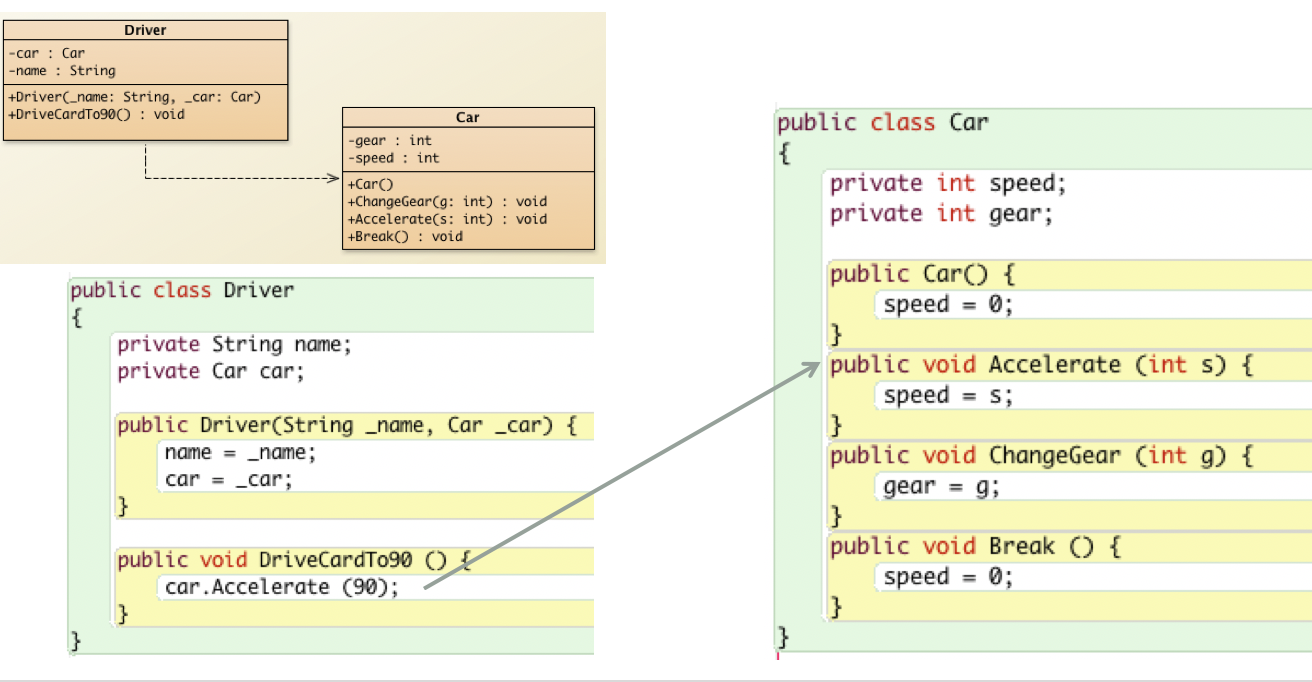 Driver
-car : Car
-name : String
+Driver(_name: String, _car: Car)
+DriveCardTo90() : void
Car
-gear : int
-speed : int
+Car()
+ChangeGear(g: int) : void
+Accelerate(s: int) : void
+Break() : void
public class Driver
{
private String name;
private Car car;
public Driver(String _name, Car _car) {
name = _name;
car = _car;
}
public void DriveCardTo90 () {
car.Accelerate (90);
}
}
public class Car
{
private int speed;
private int gear;
public Car() {
speed = 0;
}
public void Accelerate (int s) {
speed = s;
}
public void ChangeGear (int g) {
gear = g;
}
public void Break () {
speed = 0;
}
}